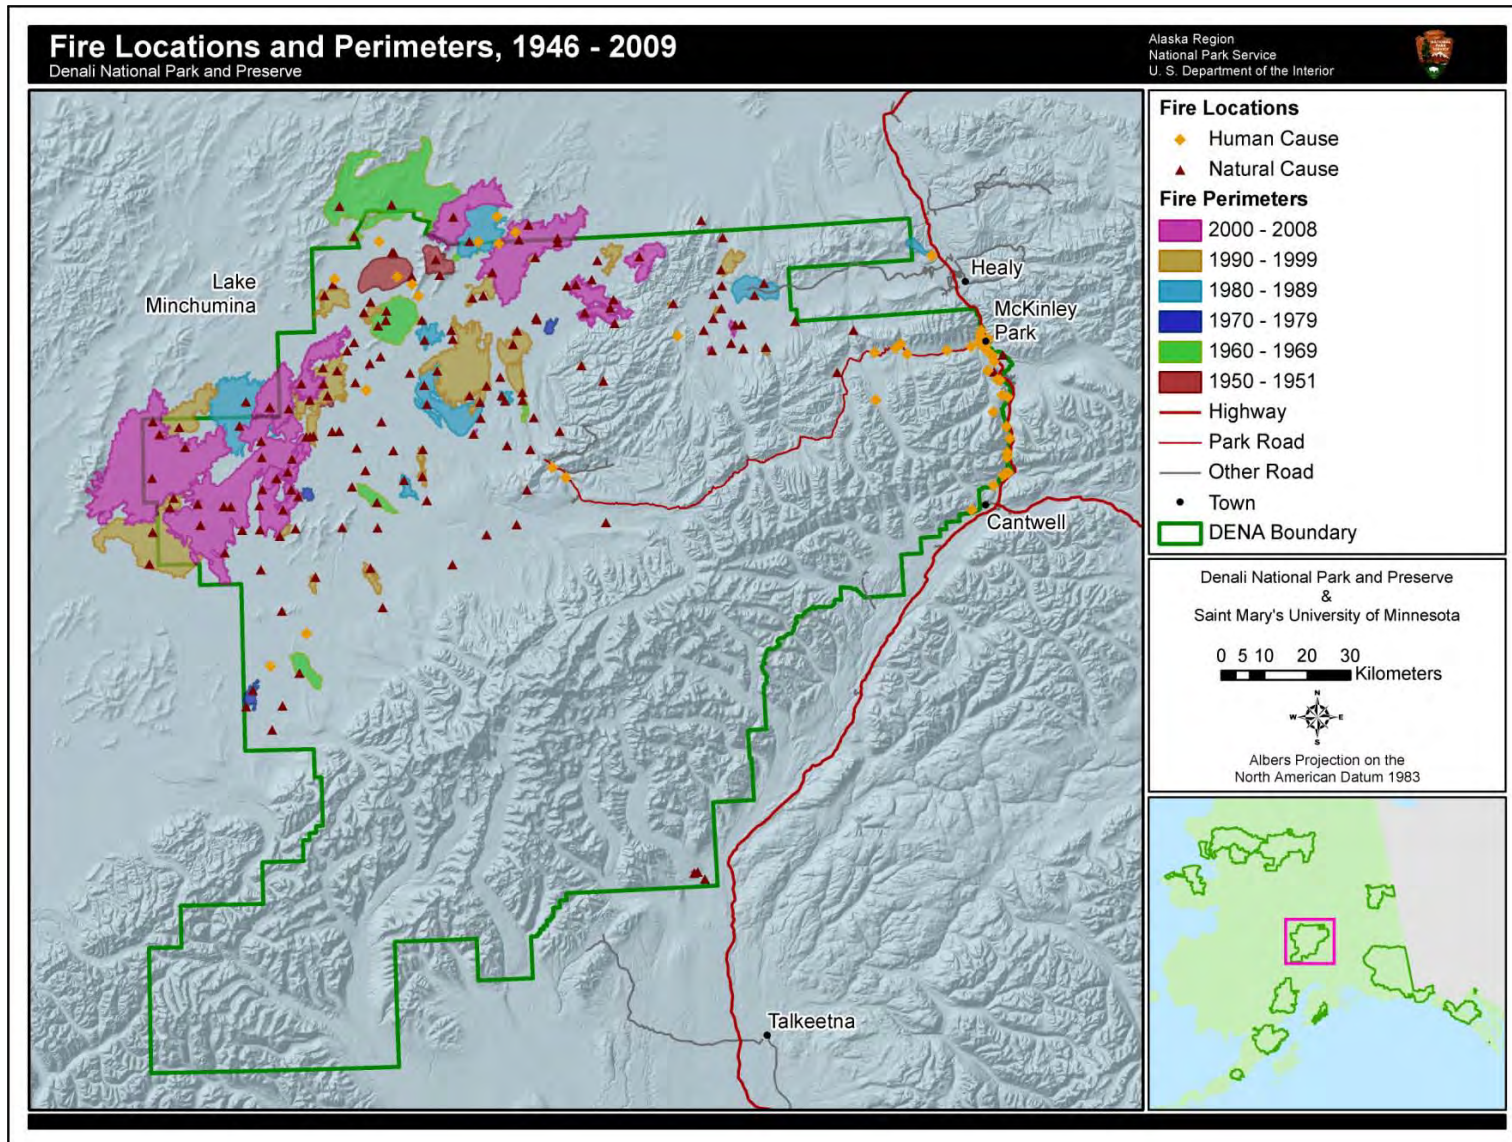 Fire Locations and Perimeters, 1946 - 2009
Denali National Park and Preserve
Alaska Region
National Park Service
U. S. Department of the Interior
Lake
Minchumina
Healy
McKinley
Park
Cantwell
Talkeetna
Fire Locations
Human Cause
Natural Cause
Fire Perimeters
2000 - 2008
1990 - 1999
1980 - 1989
1970 - 1979
1960 - 1969
1950 - 1951
Highway
Park Road
Other Road
Town
DENA Boundary
Denali National Park and Preserve
&
Saint Mary's University of Minnesota
0 5 10 20 30
Kilometers
N
W E
S
Albers Projection on the
North American Datum 1983